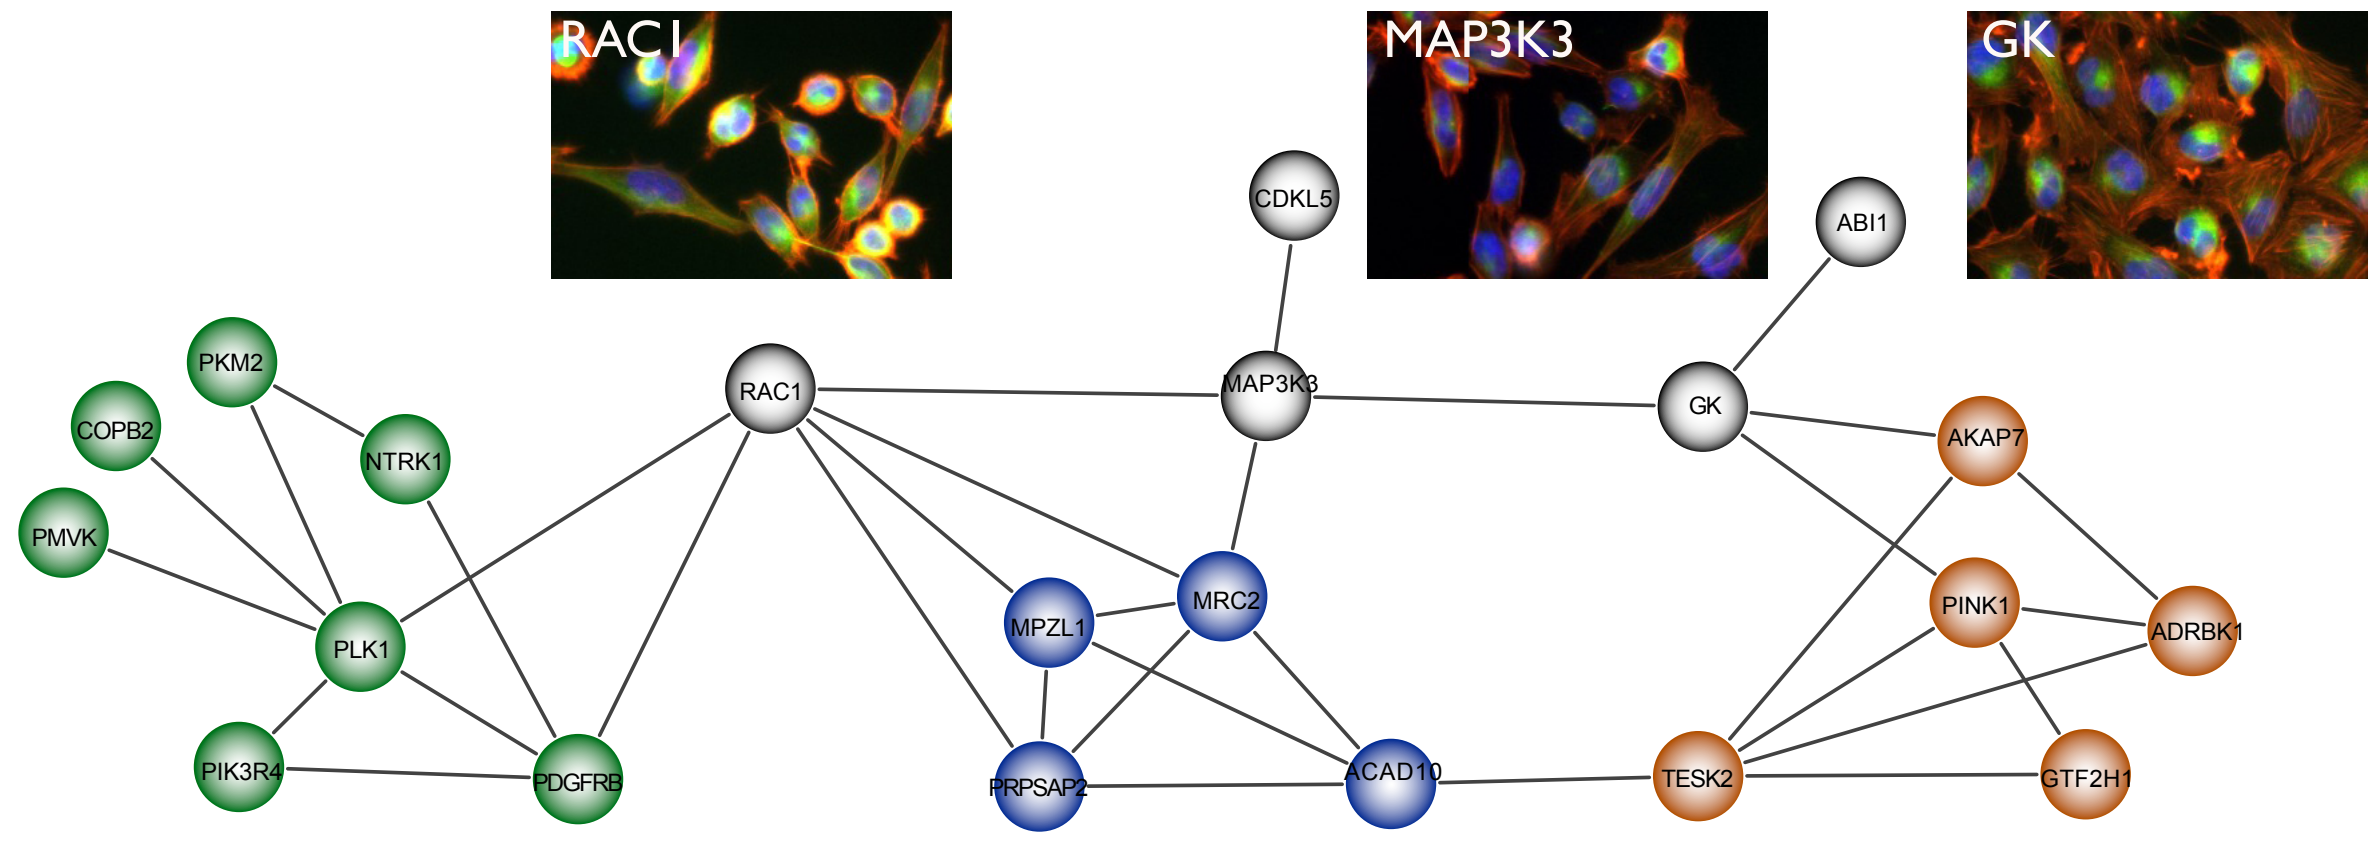 RAC1
MAP3K3
GK
CDKL5
ABI1
PKM2
RAC1
MAP3K3
GK
COPB2
NTRK1
AKAP7
PMVK
PLK1
MPZL1
MRC2
PINK1
ADRBK1
PIK3R4
PDGFRB
PRPSAP2
ACAD10
TESK2
GTF2H1